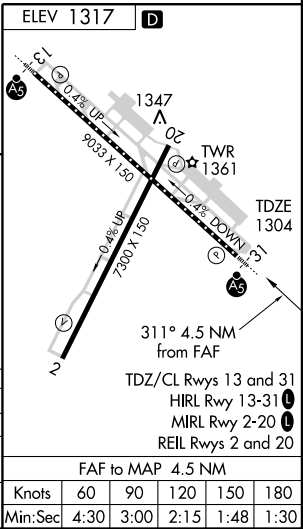 ELEV 1317 D
13
A5
P
0.4% UP
9033 X 150
1347
20
P
TWR
1361
0.4% UP
7300 X 150
0.4% DOWN
TDZE
1304
31
P
A5
V
2
311° 4.5 NM
from FAF
TDZ/CL Rwys 13 and 31
HIRL Rwy 13-31 L
MIRL Rwy 2-20 L
REIL Rwys 2 and 20
FAF to MAP 4.5 NM
Knots 60 90 120 150 180
Min:Sec 4:30 3:00 2:15 1:48 1:30